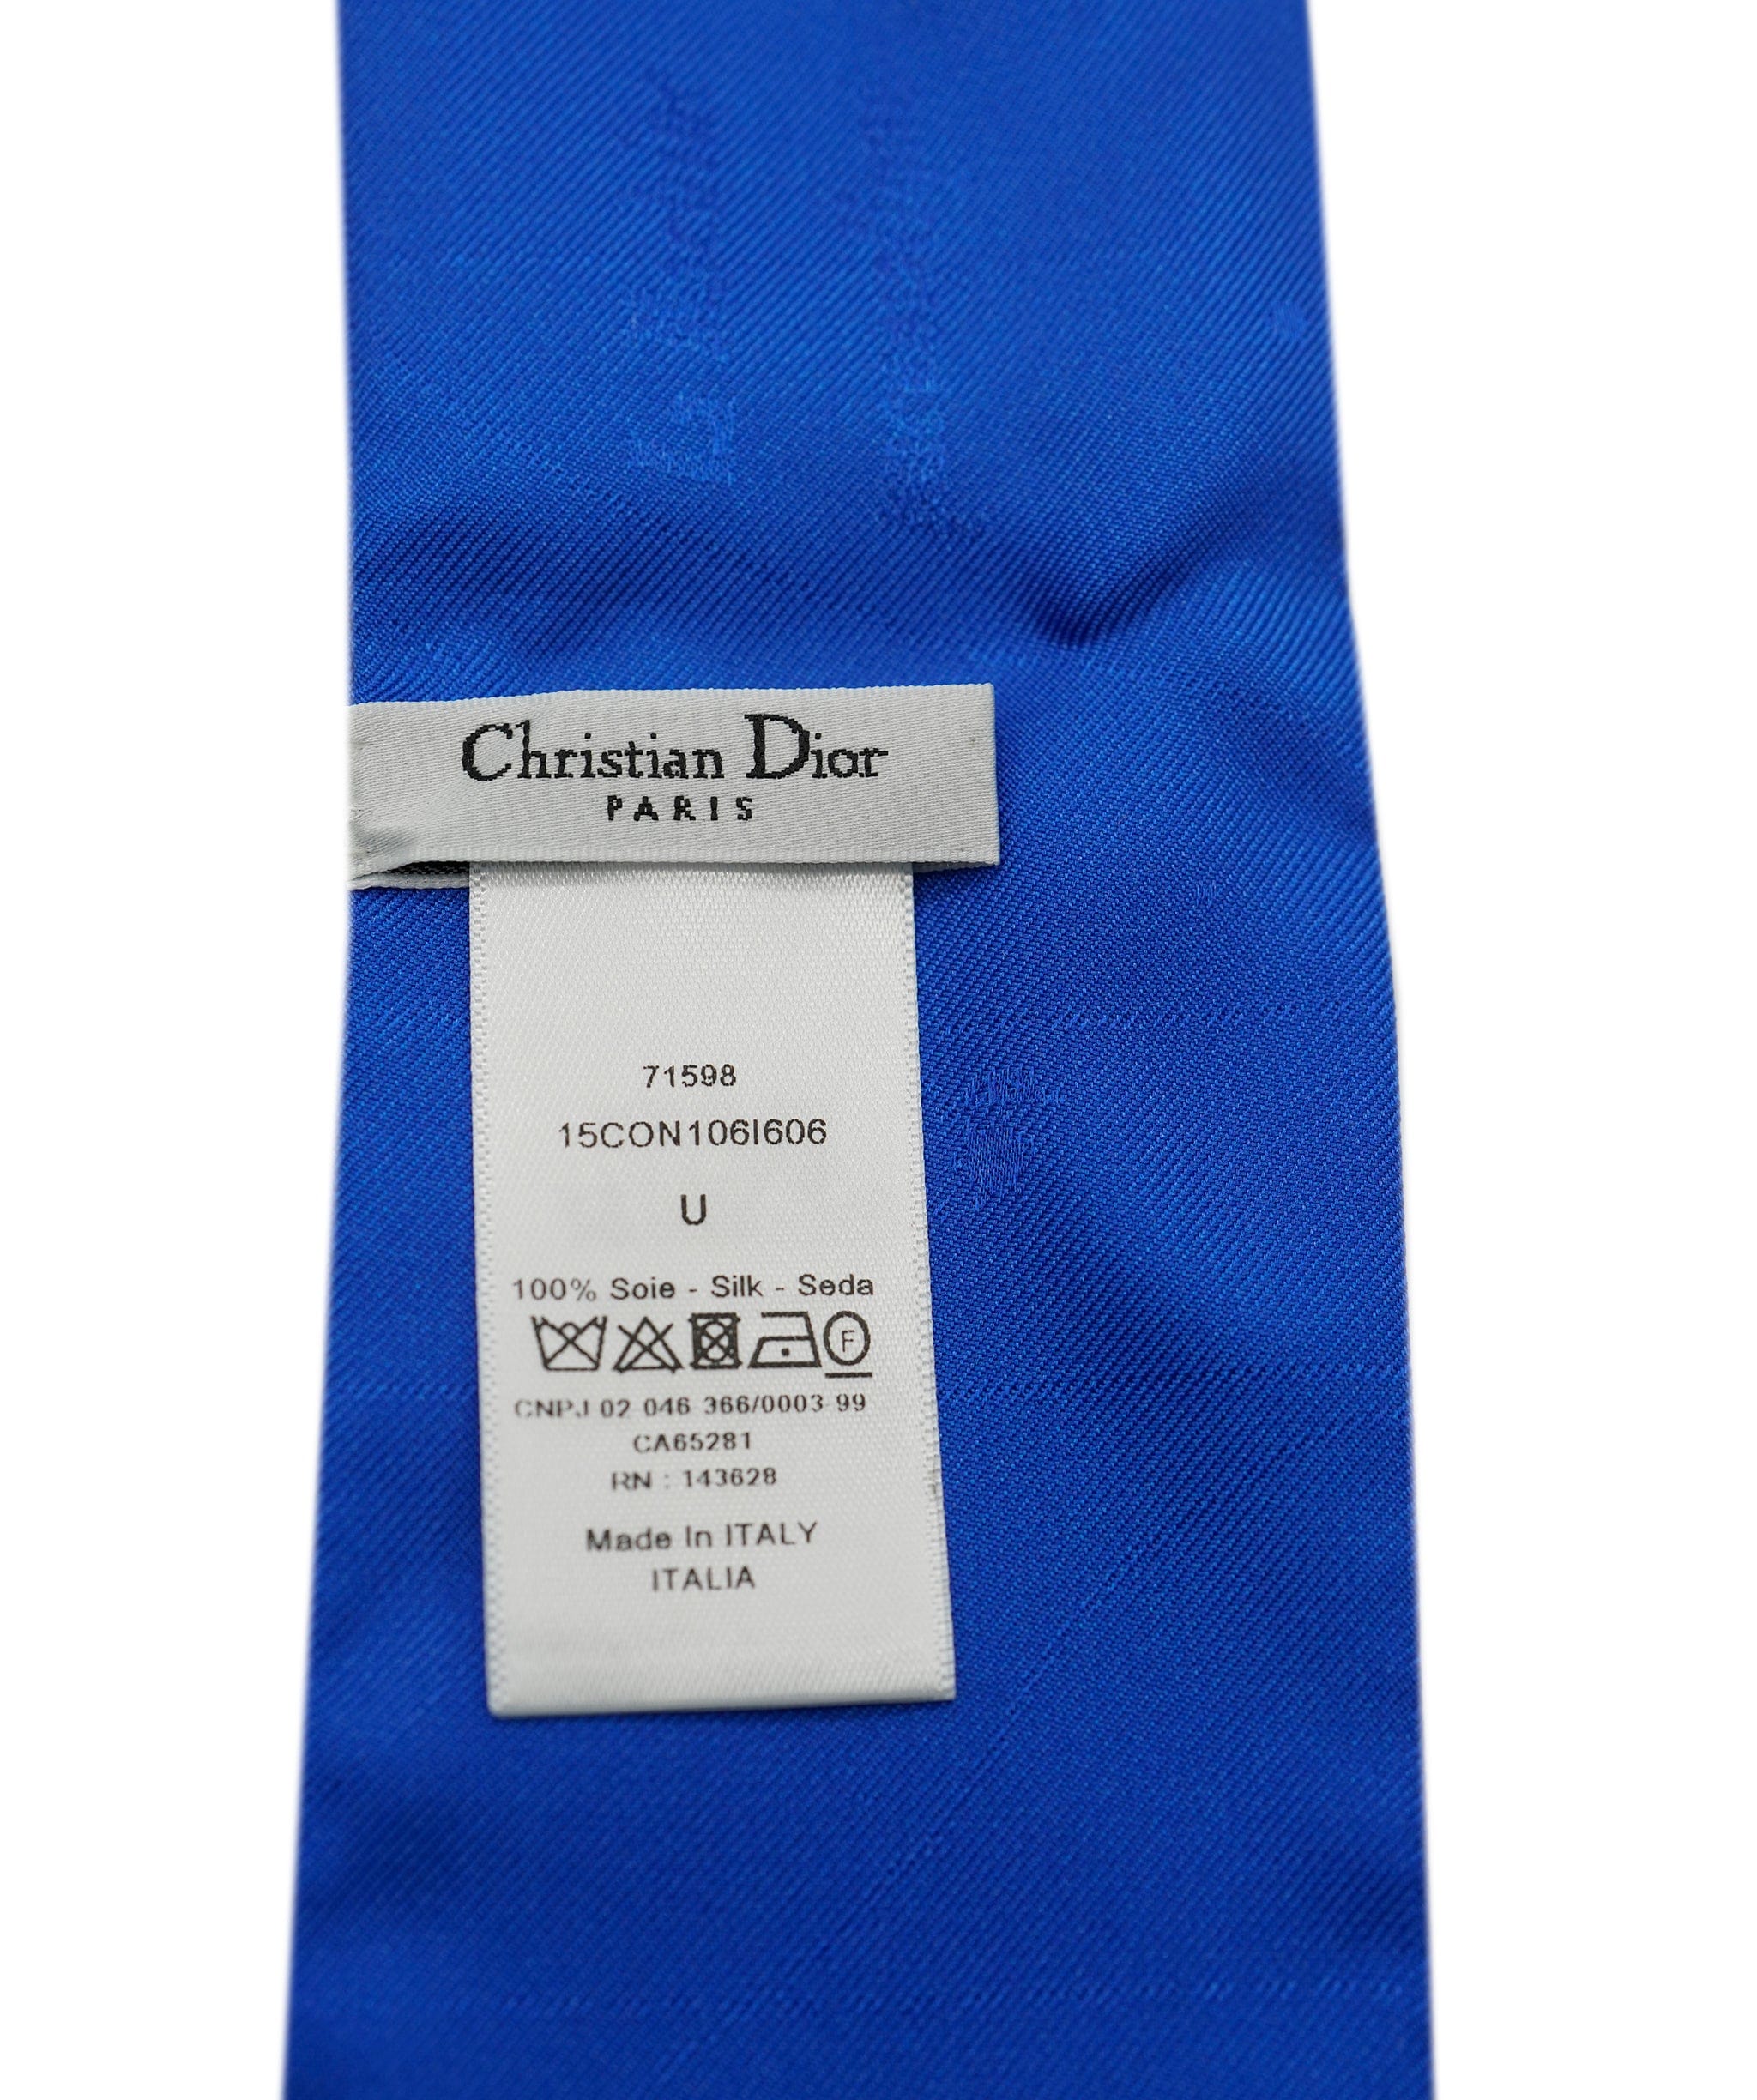 Christian Dior
PARIS
71598
15CON106I606
U
100% Soie - Silk - Seda
F
CNPJ 02 046 366/0003-99
CA65281
RN : 143628
Made In ITALY
ITALIA